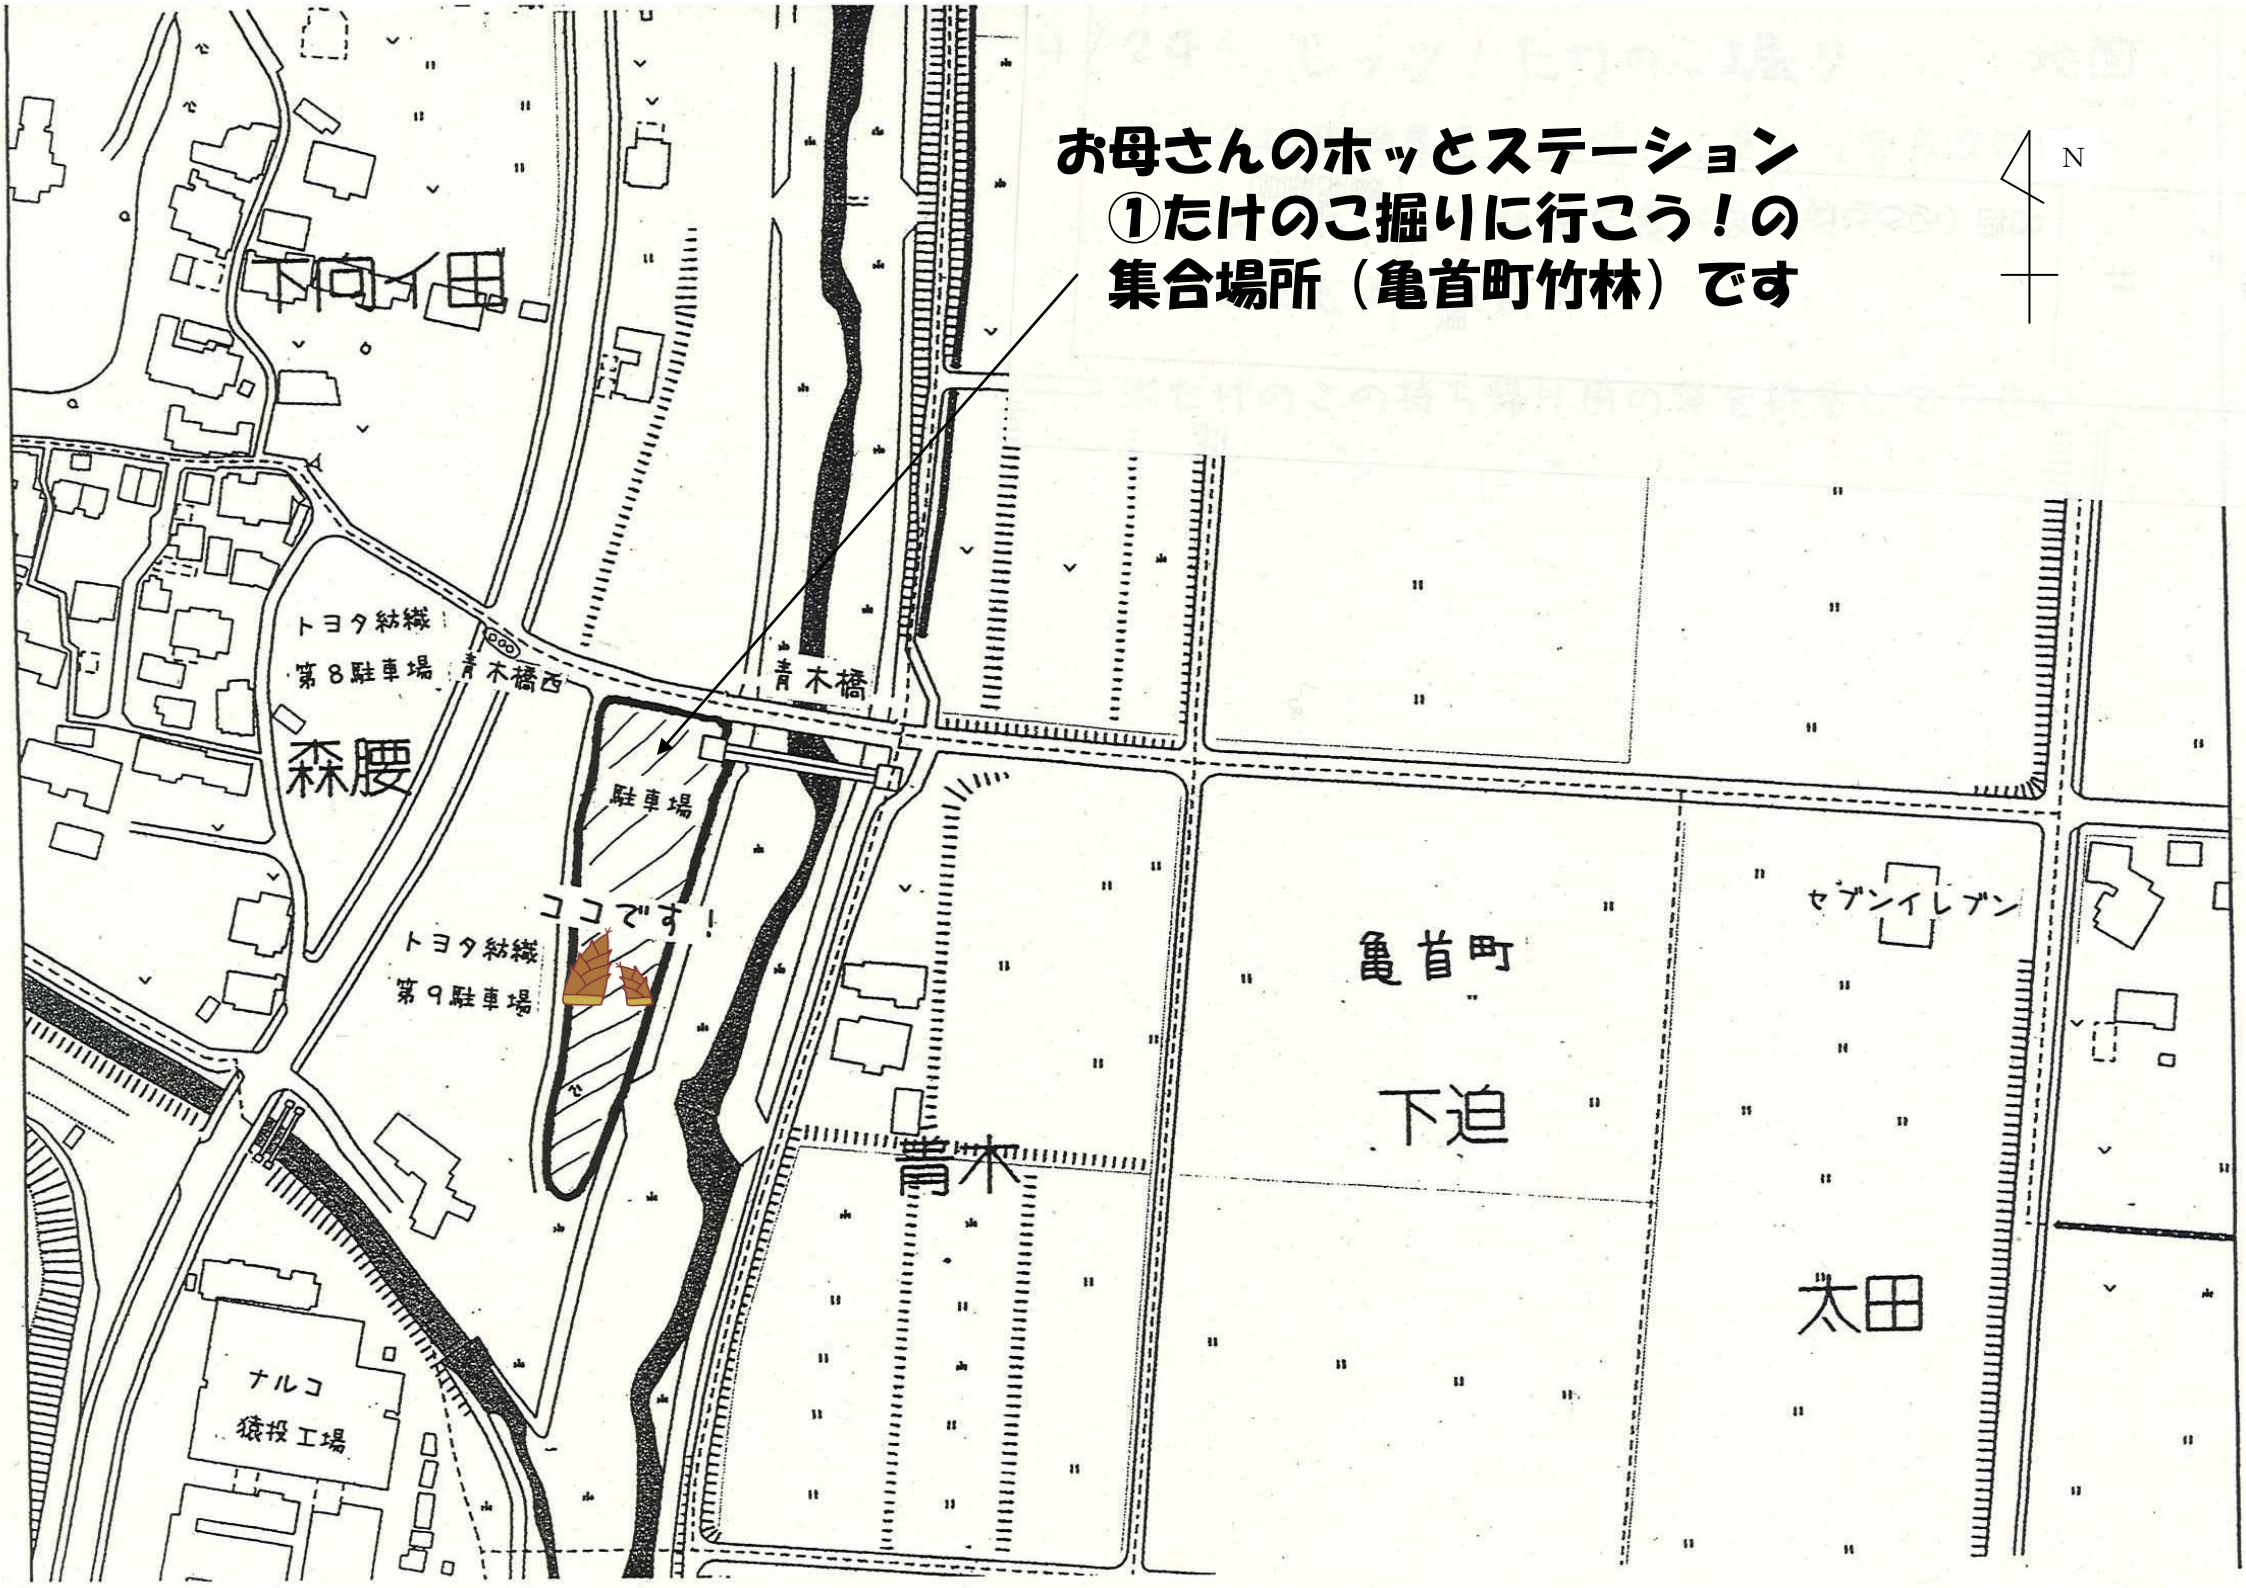 お母さんのホッとステーション
①たけのこ掘りに行こう！の
集合場所（亀首町竹林）です
N
トヨタ紡織
第8駐車場
青木橋西
青木橋
森腰
駐車場
ココです!
トヨタ紡織
第9駐車場
セブンイレブン
亀首町
下迫
青木
太田
ナルコ
猿投工場